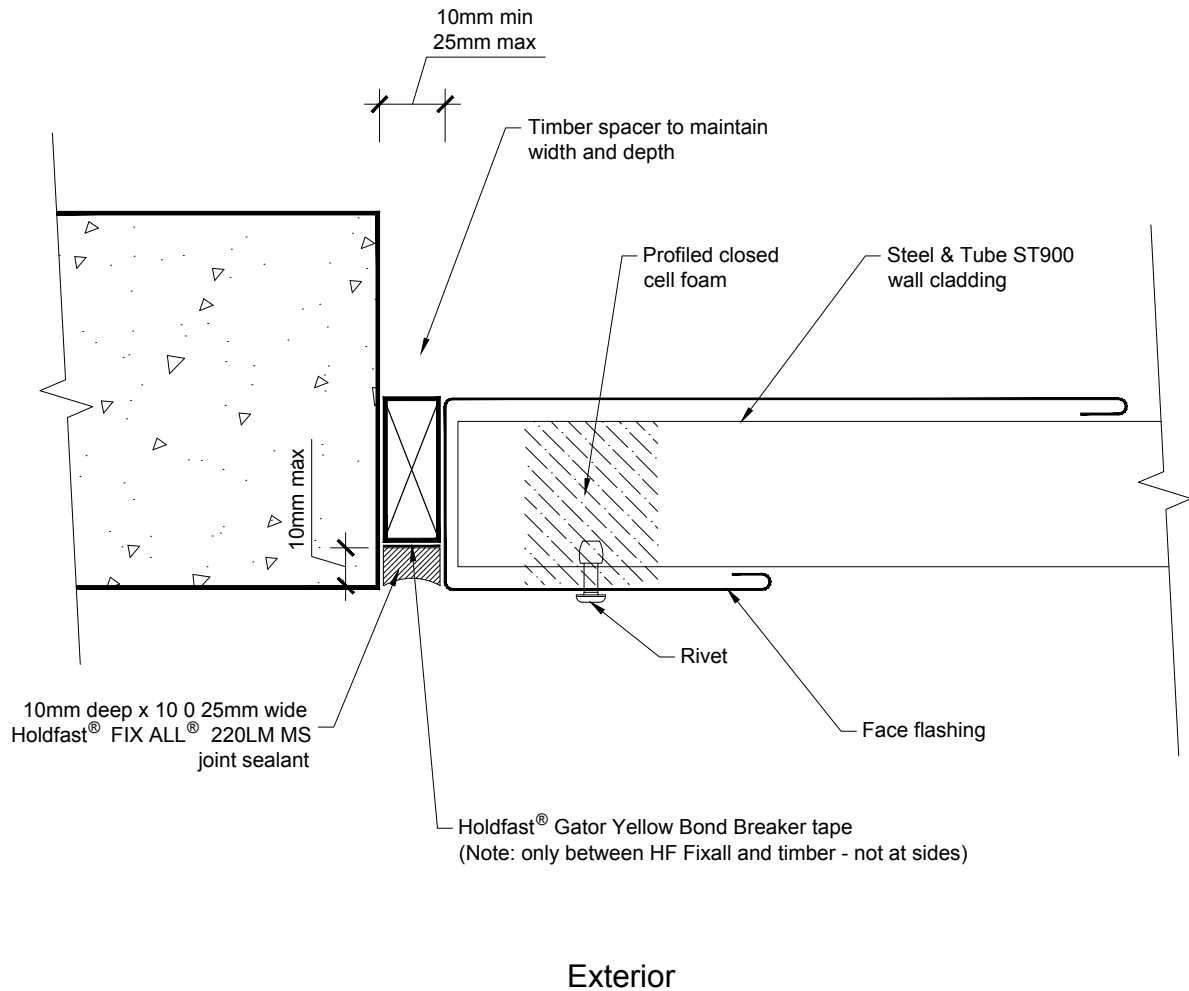 10mm min
25mm max
Timber spacer to maintain
width and depth
Profiled closed
cell foam
Steel & Tube ST900
wall cladding
10mm max
Rivet
10mm deep x 10 0 25mm wide
Holdfast® FIX ALL® 220LM MS
joint sealant
Face flashing
Holdfast® Gator Yellow Bond Breaker tape
(Note: only between HF Fixall and timber - not at sides)
Exterior